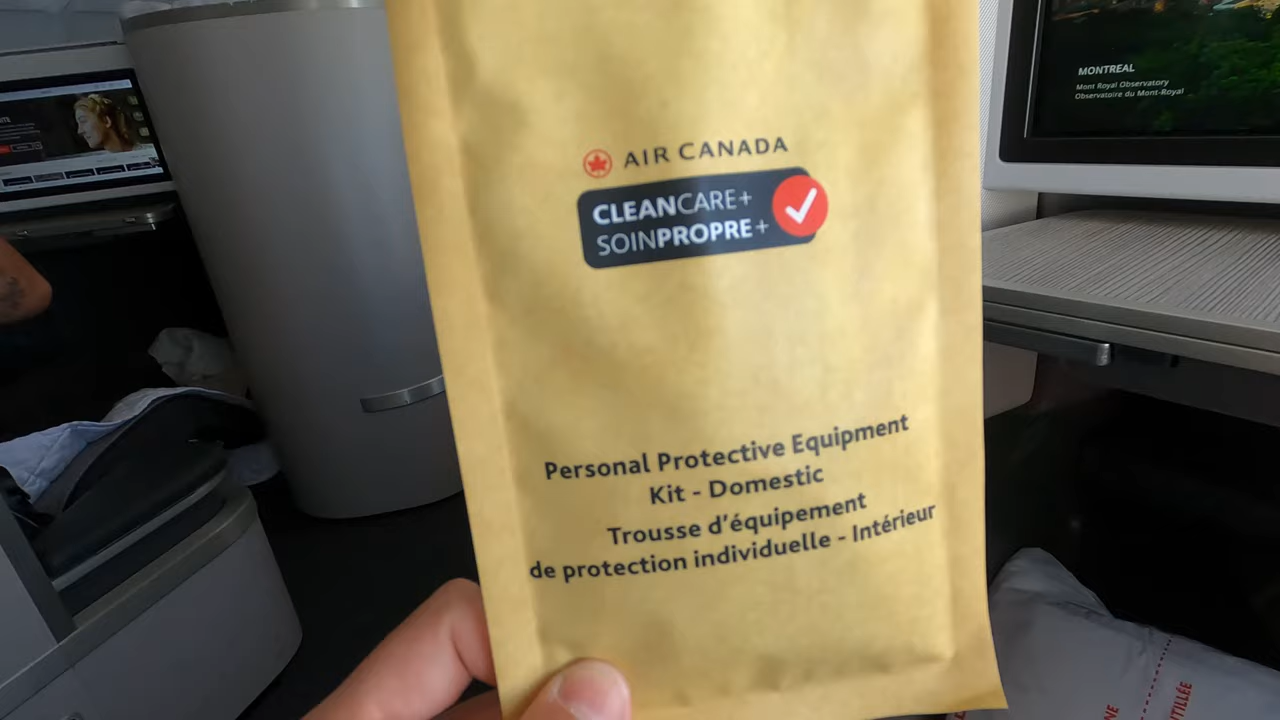 AIR CANADA
CLEANCARE+
SOINPROPRE+
Personal Protective Equipment
Kit - Domestic
Trousse d'équipement
de protection individuelle - Intérieur
MONTREAL
Mont Royal Observatory
Observatoire du Mont-Royal